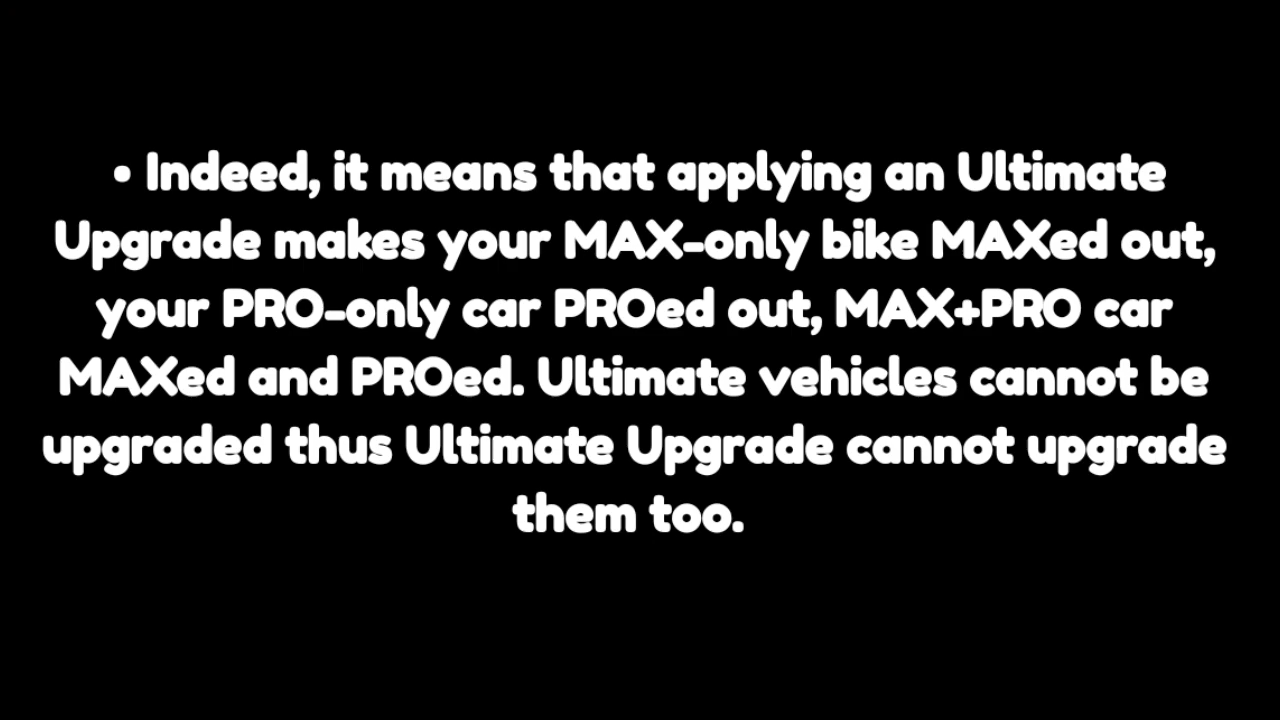 • Indeed, it means that applying an Ultimate
Upgrade makes your MAX-only bike MAXed out,
your PRO-only car PROed out, MAX+PRO car
MAXed and PROed. Ultimate vehicles cannot be
upgraded thus Ultimate Upgrade cannot upgrade
them too.